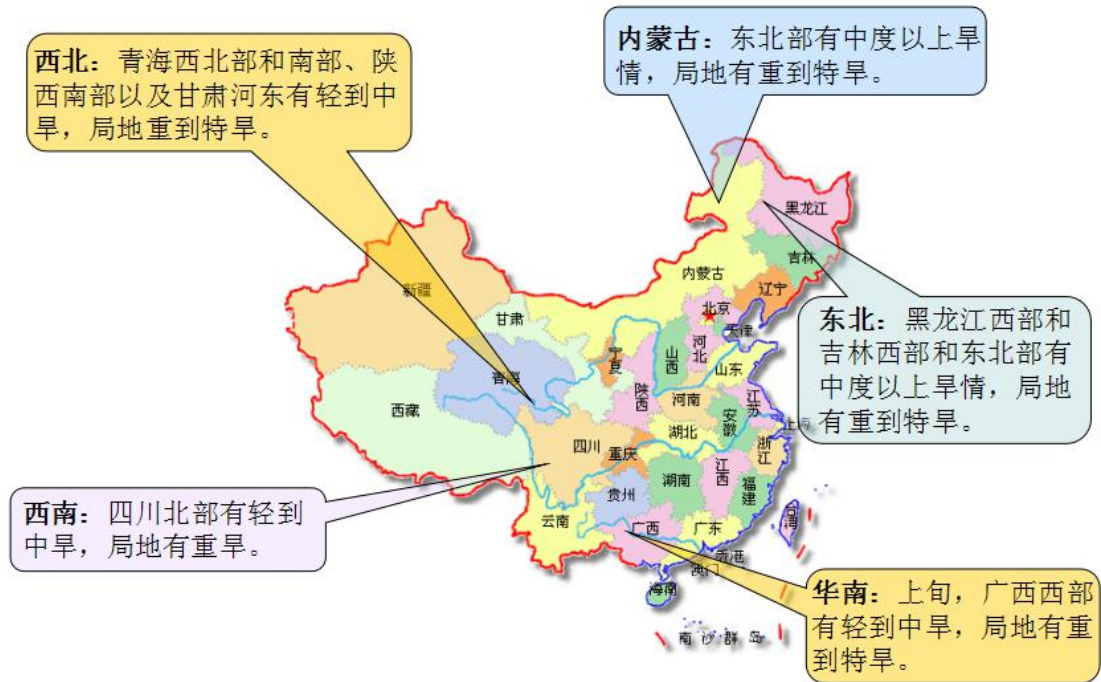 西北：青海西北部和南部、陕
西南部以及甘肃河东有轻到中
旱，局地重到特旱。
内蒙古：东北部有中度以上旱
情，局地有重到特旱。
黑龙江
吉林
辽宁
内蒙古
北京
天津
新疆
甘肃
宁夏
山西
河北
山东
青海
陕西
河南
江苏
安徽
上海
西藏
四川
重庆
湖北
浙江
江西
湖南
贵州
福建
云南
广西
广东
台湾
香港
澳门
海南
南沙群岛
东北：黑龙江西部和
吉林西部和东北部有
中度以上旱情，局地
有重到特旱。
西南：四川北部有轻到
中旱，局地有重旱。
华南：上旬，广西西部
有轻到中旱，局地有重
到特旱。